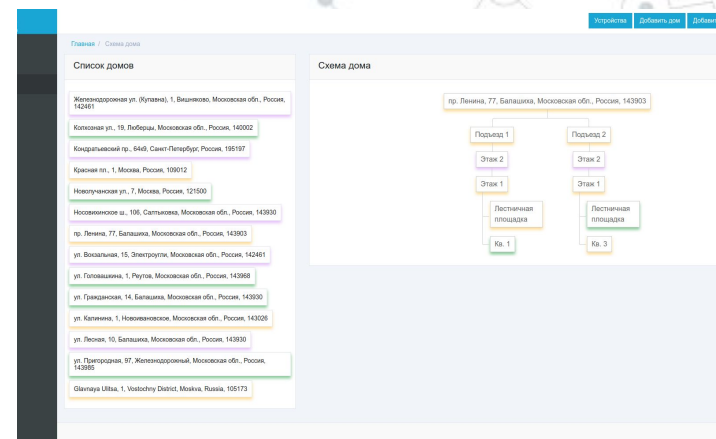 Устройства Добавить дом Добавит
Главная / Схема дома
Список домов
Железнодорожная ул. (Купавна), 1, Вишняково, Московская обл., Россия,
142461
Колхозная ул., 19, Люберцы, Московская обл., Россия, 140002
Кондратьевский пр., 64к9, Санкт-Петербург, Россия, 195197
Красная пл., 1, Москва, Россия, 109012
Новолучанская ул., 7, Москва, Россия, 121500
Носовихинское ш., 106, Салтыковка, Московская обл., Россия, 143930
пр. Ленина, 77, Балашиха, Московская обл., Россия, 143903
ул. Вокзальная, 15, Электроугли, Московская обл., Россия, 142461
ул. Головашкина, 1, Реутов, Московская обл., Россия, 143968
ул. Гражданская, 14, Балашиха, Московская обл., Россия, 143930
ул. Калинина, 1, Новоивановское, Московская обл., Россия, 143026
ул. Лесная, 10, Балашиха, Московская обл., Россия, 143930
ул. Пригородная, 97, Железнодорожный, Московская обл., Россия,
143985
Glavnaya Ulitsa, 1, Vostochny District, Moskva, Russia, 105173
Схема дома
пр. Ленина, 77, Балашиха, Московская обл., Россия, 143903
Подъезд 1
Этаж 2
Этаж 1
Лестничная
площадка
Кв. 1
Подъезд 2
Этаж 2
Этаж 1
Лестничная
площадка
Кв. 3